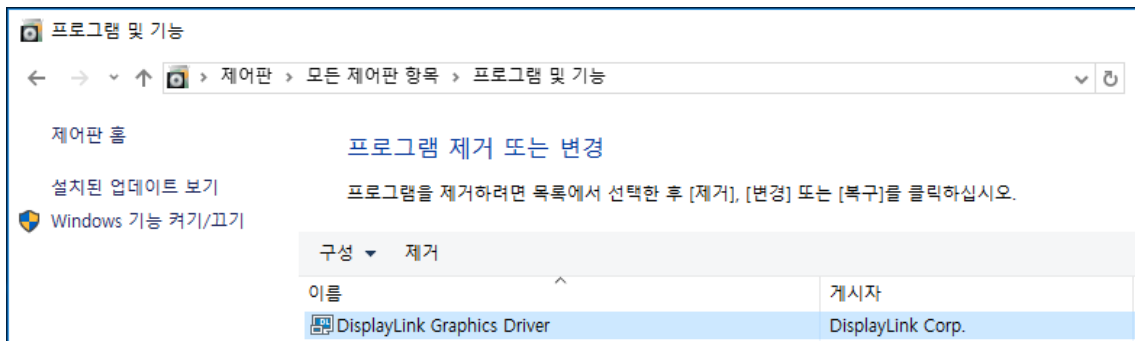 프로그램 및 기능
제어판 > 모든 제어판 항목 > 프로그램 및 기능
제어판 홈
설치된 업데이트 보기
Windows 기능 켜기/끄기
프로그램 제거 또는 변경
프로그램을 제거하려면 목록에서 선택한 후 [제거], [변경] 또는 [복구]를 클릭하십시오.
구성 제거
이름 게시자
DisplayLink Graphics Driver DisplayLink Corp.